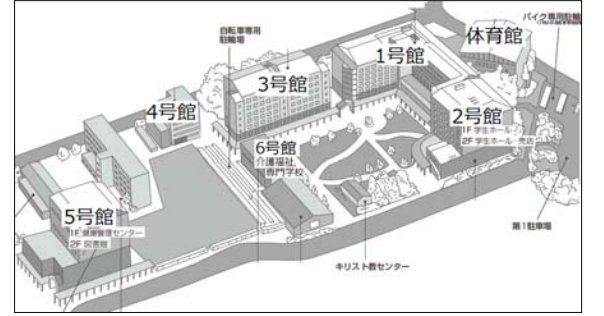 自転車専用
駐輪場
バイク専用駐輪
体育館
1号館
3号館
4号館
2号館
1F 学生ホール
2F 学生ホール・売店
6号館
介護福祉
専門学校
5号館
1F 健康管理センター
2F 図書館
第1駐車場
キリスト教センター